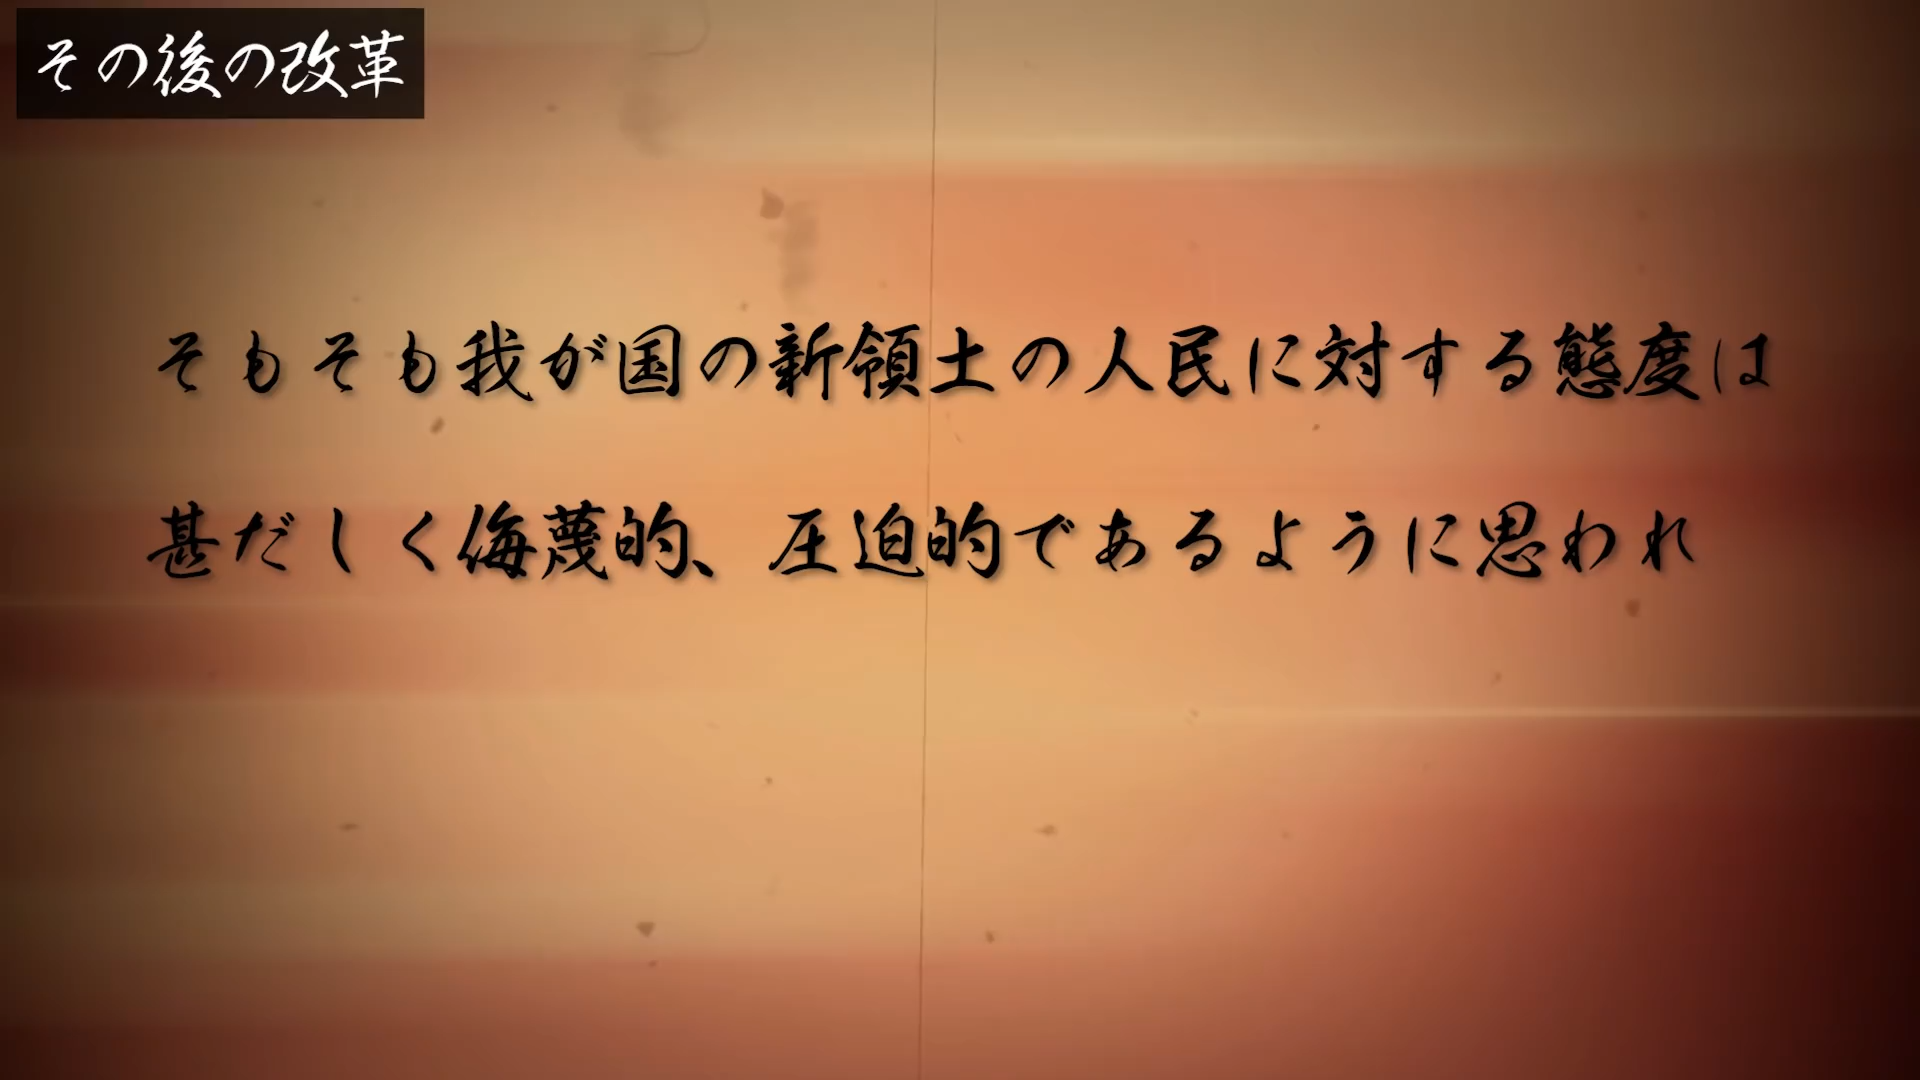 その後の改革
そもそも我が国の新領土の人民に対する態度は
甚だしく侮蔑的、圧迫的であるように思われ